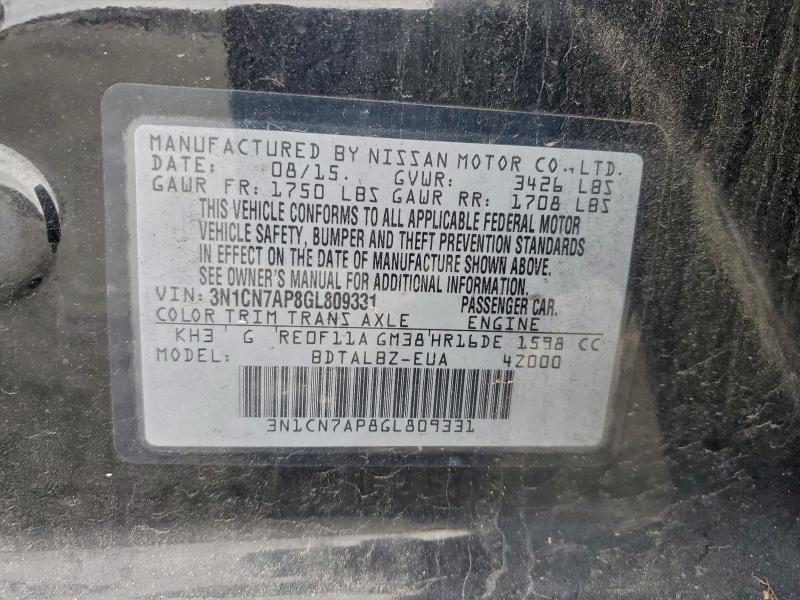 MANUFACTURED BY NISSAN MOTOR CO., LTD.
DATE: 08/15. GVWR: 3426 LBS
GAWR FR: 1750 LBS GAWR RR: 1708 LBS
THIS VEHICLE CONFORMS TO ALL APPLICABLE FEDERAL MOTOR
VEHICLE SAFETY, BUMPER AND THEFT PREVENTION STANDARDS
IN EFFECT ON THE DATE OF MANUFACTURE SHOWN ABOVE.
SEE OWNER'S MANUAL FOR ADDITIONAL INFORMATION.
VIN: 3N1CN7AP8GL809331 PASSENGER CAR.
COLOR TRIM TRANS AXLE ENGINE
KH3 G RE0F11A GM38 HR16DE 1598 CC
MODEL: BDTALBZ-EUA 42000
3N1CN7AP8GL809331